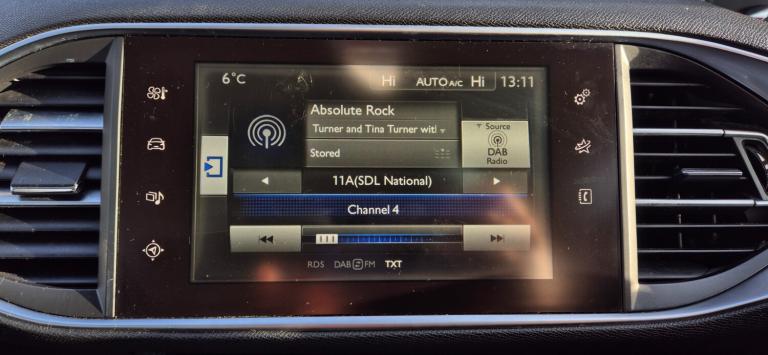 6°C Hi AUTO A/C Hi 13:11
Absolute Rock
Turner and Tina Turner witl
Stored
Source
DAB
Radio
11A(SDL National)
Channel 4
RDS DAB FM TXT